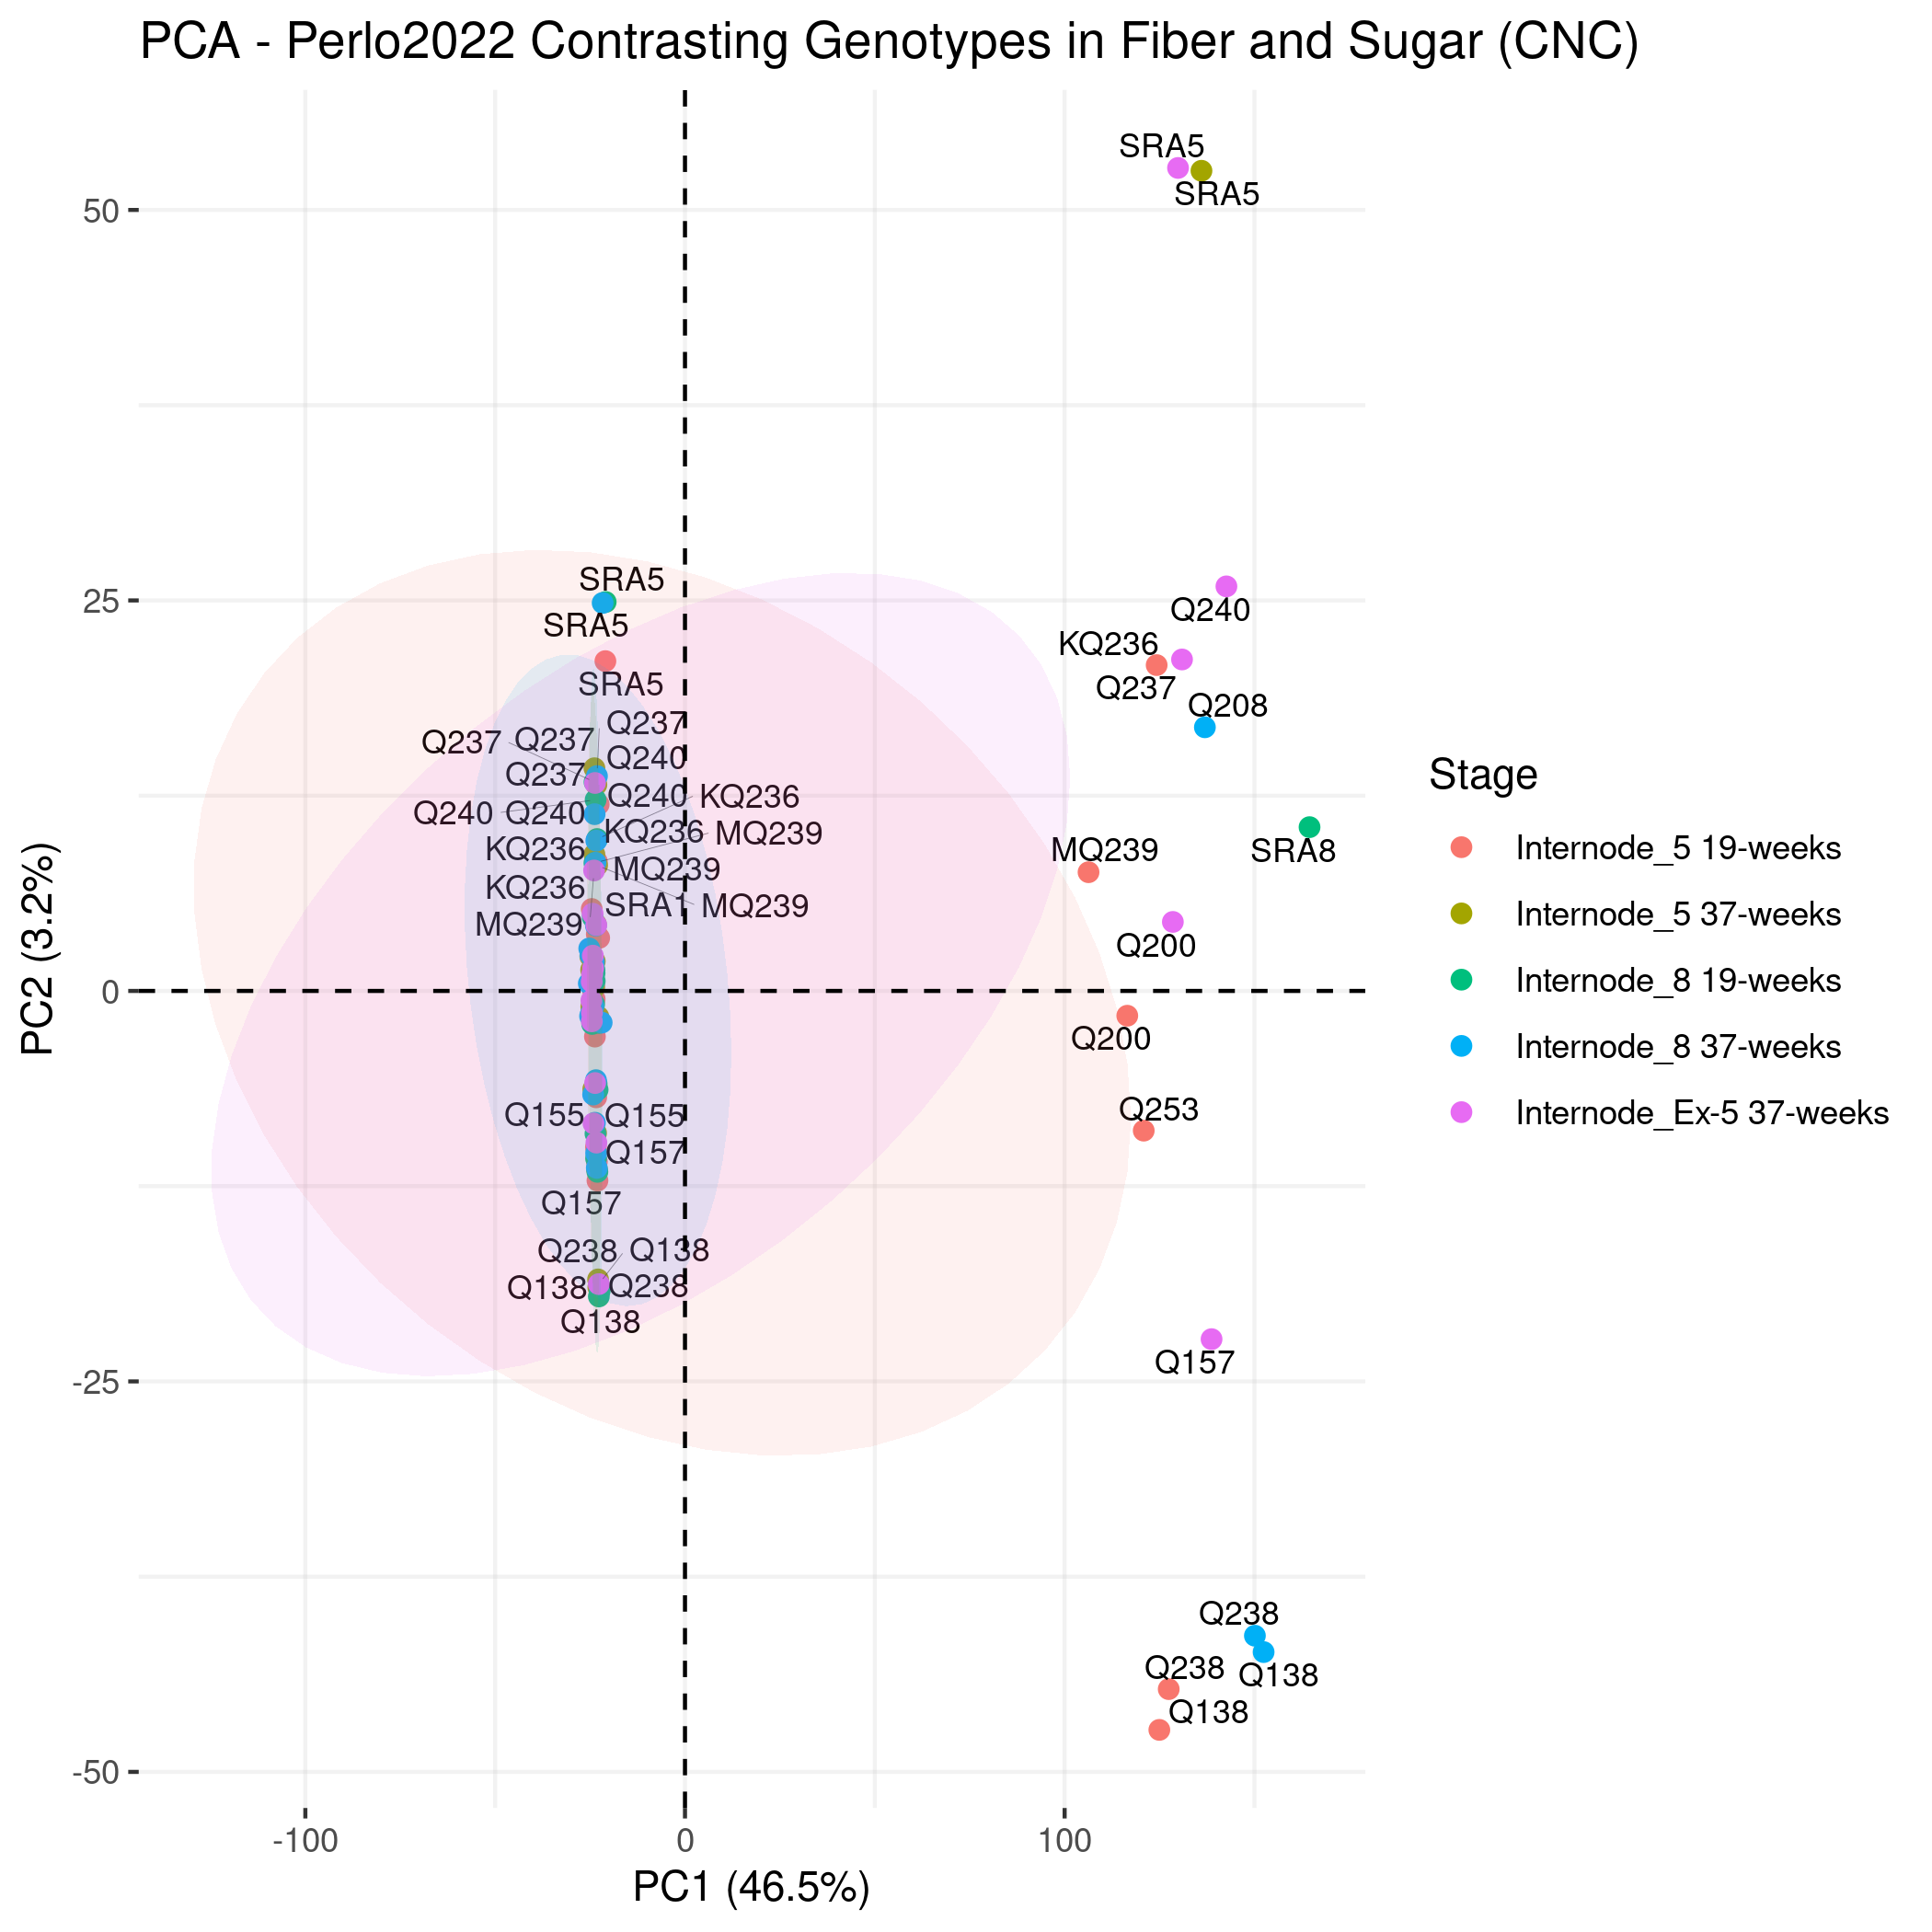 PCA - Perlo2022 Contrasting Genotypes in Fiber and Sugar (CNC)
SRA5
SRA5
50
SRA5
25
Q240
SRA5
KQ236
SRA5
Q237
Q208
Q237
Q237 Q237
Q240
Q237
Q240 KQ236
Q240 Q240
KQ236 MQ239
KQ236
MQ239
SRA8
MQ239
KQ236
SRA1 MQ239
MQ239
Q200
0
Q200
Q253
Q155 Q155
Q157
Q157
Q238 Q138
Q138 Q238
Q138
Q157
-25
Q238
Q238
Q138
Q138
-50
-100 0 100
PC1 (46.5%)
PC2 (3.2%)
Stage
Internode_5 19-weeks
Internode_5 37-weeks
Internode_8 19-weeks
Internode_8 37-weeks
Internode_Ex-5 37-weeks